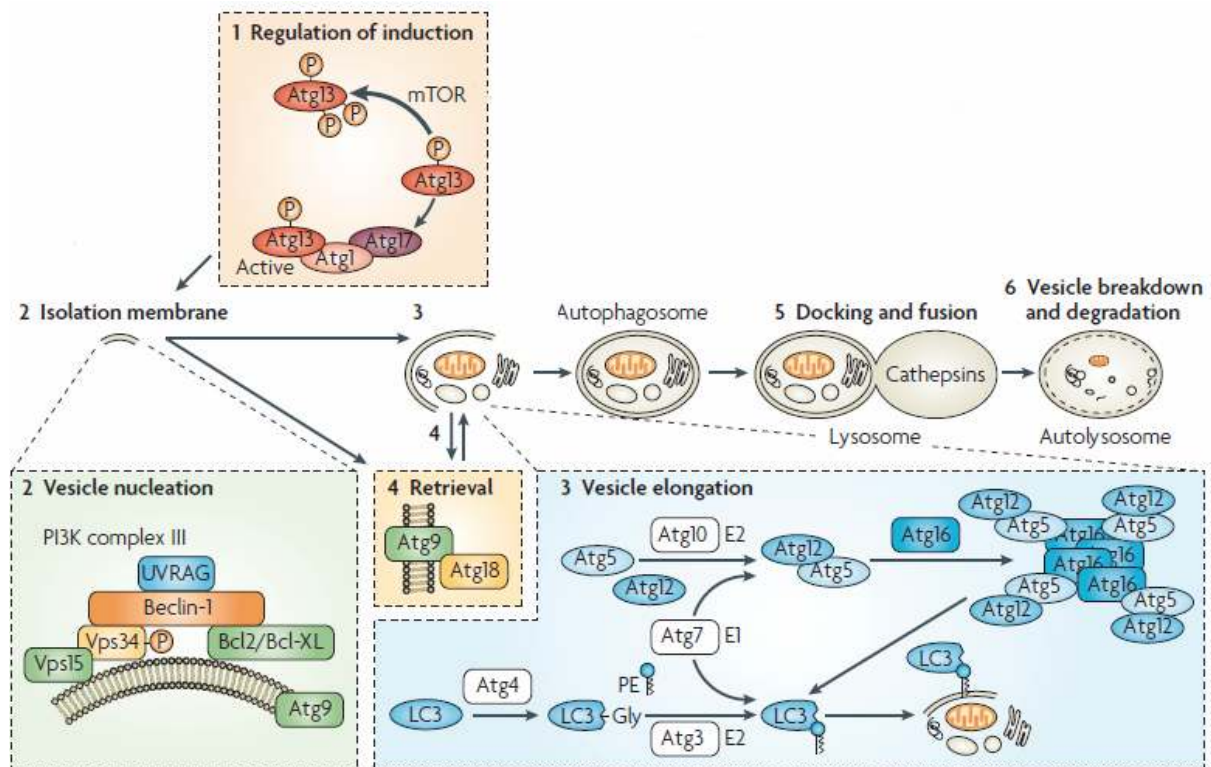 1 Regulation of induction
P
Atg13
P
P
mTOR
P
Atg13
P
Atg13
Atg17
Atg1
Active
2 Isolation membrane
3
Autophagosome
5 Docking and fusion
6 Vesicle breakdown
and degradation
Cathepsins
4
Lysosome
Autolysosome
2 Vesicle nucleation
PI3K complex III
UVRAG
Beclin-1
Vps34
P
Bcl2/Bcl-XL
Vps15
Atg9
4 Retrieval
Atg9
Atg18
3 Vesicle elongation
Atg5
Atg12
Atg10 E2
Atg12
Atg5
Atg16
Atg12
Atg5
Atg12
Atg5
Atg16
Atg16
Atg16
Atg16
Atg5
Atg12
Atg5
Atg12
Atg7 E1
PE
LC3
Atg4
LC3-Gly
Atg3 E2
LC3
LC3